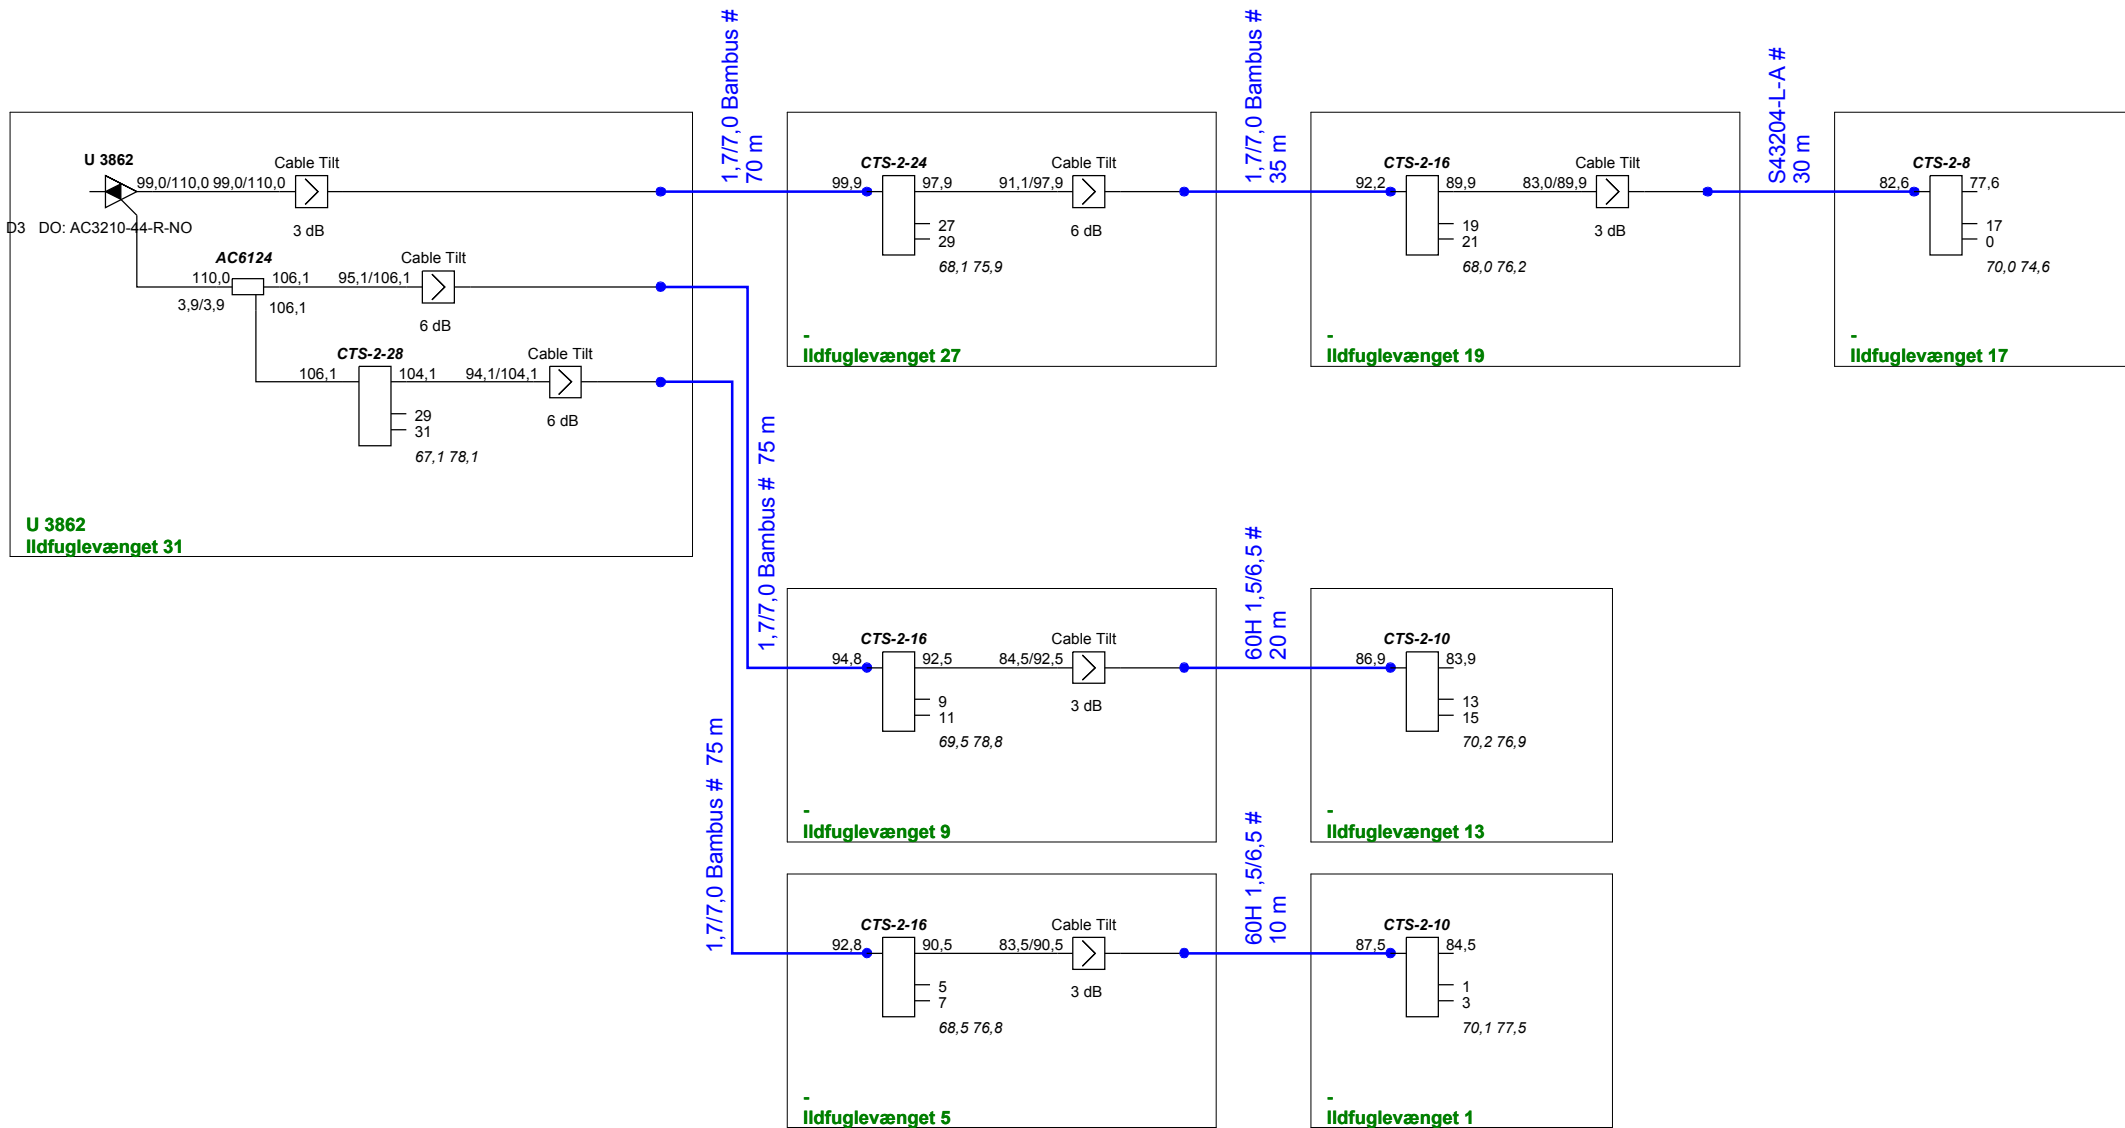 U 3862
99,0/110,0 99,0/110,0
Cable Tilt
3 dB
D3 DO: AC3210-44-R-NO
AC6124
110,0
106,1
95,1/106,1
Cable Tilt
3,9/3,9
106,1
6 dB
CTS-2-28
106,1
104,1
94,1/104,1
Cable Tilt
6 dB
29
31
67,1 78,1
U 3862
Ildfuglevænget 31
1,7/7,0 Bambus #
70 m
CTS-2-24
99,9
97,9
91,1/97,9
Cable Tilt
6 dB
27
29
68,1 75,9
-
Ildfuglevænget 27
1,7/7,0 Bambus #
35 m
CTS-2-16
92,2
89,9
83,0/89,9
Cable Tilt
3 dB
19
21
68,0 76,2
-
Ildfuglevænget 19
S43204-L-A #
30 m
CTS-2-8
82,6
77,6
17
0
70,0 74,6
-
Ildfuglevænget 17
1,7/7,0 Bambus # 75 m
CTS-2-16
94,8
92,5
84,5/92,5
Cable Tilt
3 dB
9
11
69,5 78,8
-
Ildfuglevænget 9
60H 1,5/6,5 #
20 m
CTS-2-10
86,9
83,9
13
15
70,2 76,9
-
Ildfuglevænget 13
1,7/7,0 Bambus # 75 m
CTS-2-16
92,8
90,5
83,5/90,5
Cable Tilt
3 dB
5
7
68,5 76,8
-
Ildfuglevænget 5
60H 1,5/6,5 #
10 m
CTS-2-10
87,5
84,5
1
3
70,1 77,5
-
Ildfuglevænget 1